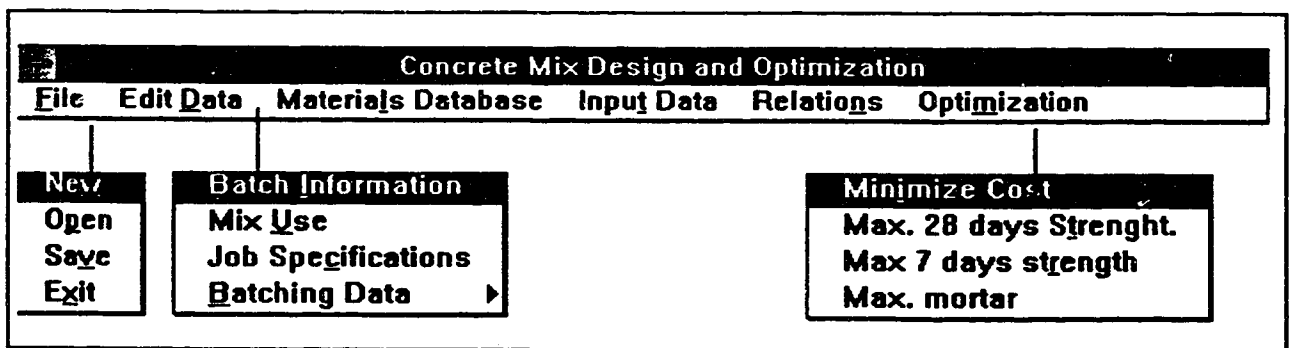 Concrete Mix Design and Optimization
File Edit Data Materials Database Input Data Relations Optimization
New
Open
Save
Exit
Batch Information
Mix Use
Job Specifications
Batching Data
Minimize Cost
Max. 28 days Strenght.
Max 7 days strength
Max. mortar